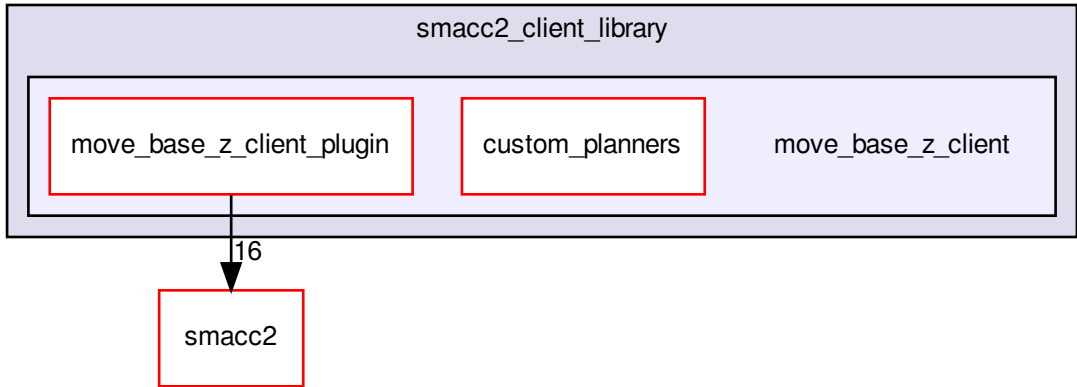 smacc2_client_library
move_base_z_client_plugin
custom_planners
move_base_z_client
16
smacc2